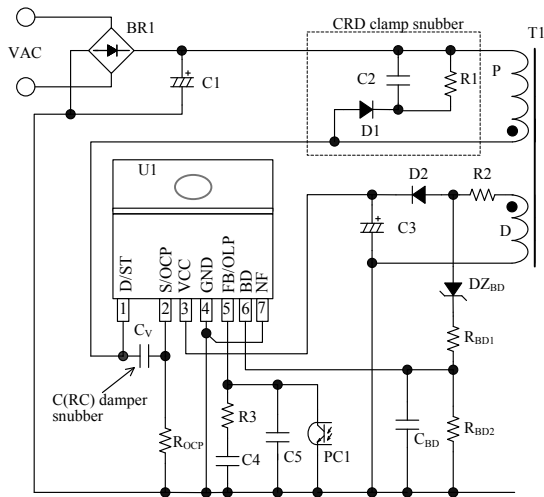 CRD clamp snubber
T1
BR1
VAC
C1
C2
R1
P
D1
U1
D2
R2
C3
D
D/ST
S/OCP
VCC
GND
FB/OLP
BD
NF
1
2
3
4
5
6
7
DZBD
CV
RBD1
C(RC) damper
snubber
ROCP
R3
C4
C5
PC1
CBD
RBD2